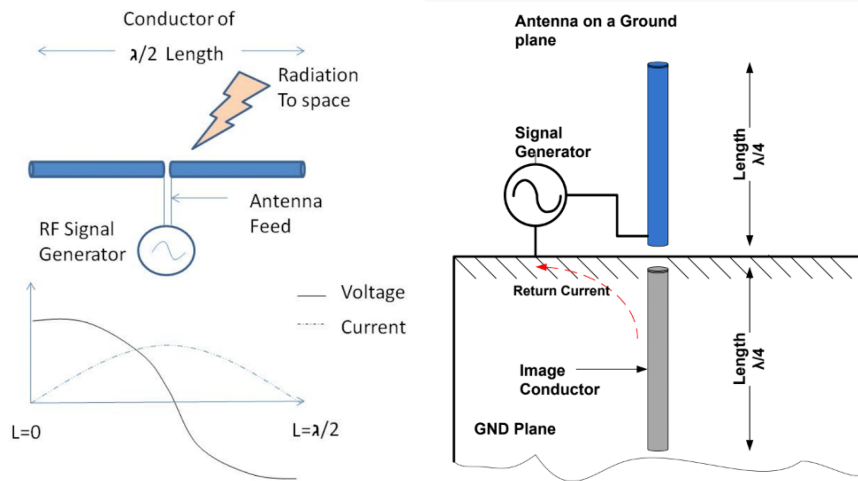 Conductor of
λ/2 Length
Radiation
To space
RF Signal
Generator
Antenna
Feed
Voltage
Current
L=0
L=λ/2
Antenna on a Ground
plane
Signal
Generator
Length
λ/4
Return Current
Image
Conductor
Length
λ/4
GND Plane